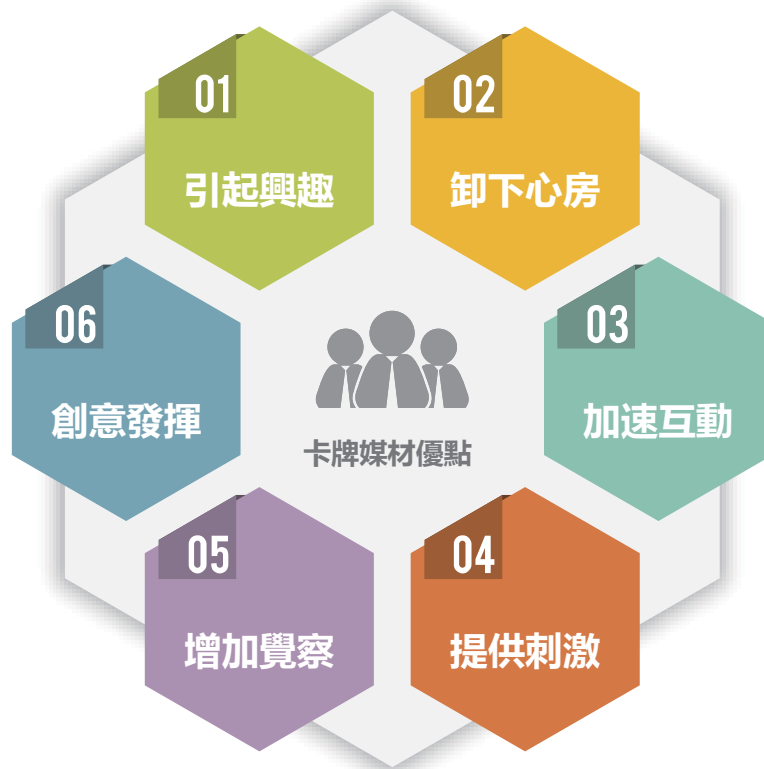 01
引起興趣
02
卸下心房
03
加速互動
04
提供刺激
05
增加覺察
06
創意發揮
卡牌媒材優點